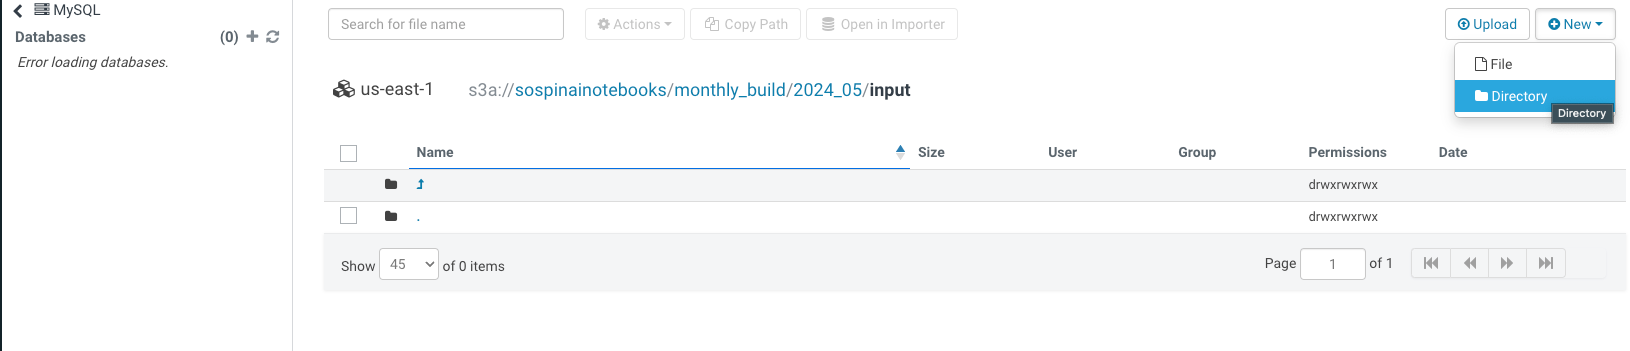 MySQL
Databases (0)
Error loading databases.
Search for file name Actions Copy Path Open in Importer Upload New
File
Directory
Directory
us-east-1 s3a://sospinainotebooks/monthly_build/2024_05/input
Name Size User Group Permissions Date
drwxrwxrwx
. drwxrwxrwx
Show 45 of 0 items Page 1 of 1